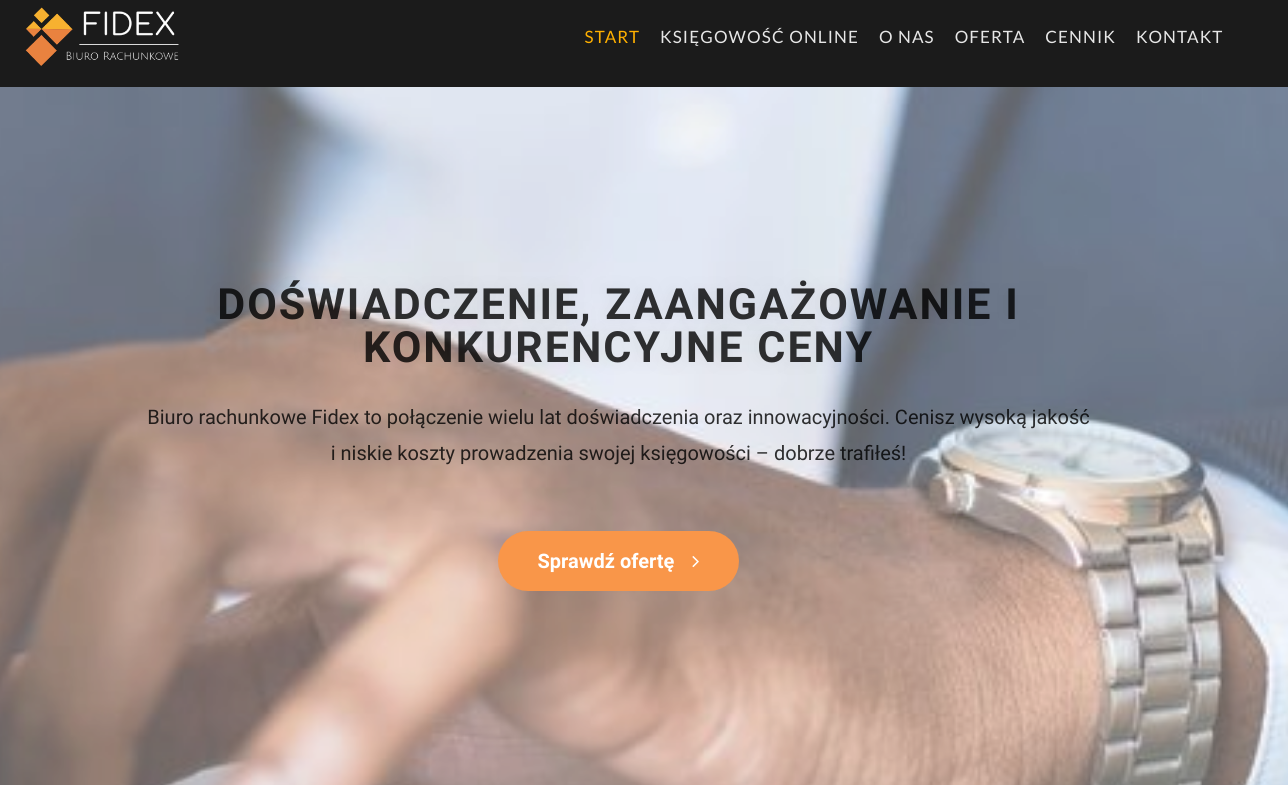 FIDEX
BIURO RACHUNKOWE
START KSIĘGOWOŚĆ ONLINE O NAS OFERTA CENNIK KONTAKT
DOŚWIADCZENIE, ZAANGAŻOWANIE I
KONKURENCYJNE CENY
Biuro rachunkowe Fidex to połączenie wielu lat doświadczenia oraz innowacyjności. Cenisz wysoką jakość
i niskie koszty prowadzenia swojej księgowości – dobrze trafiłeś!
Sprawdź ofertę